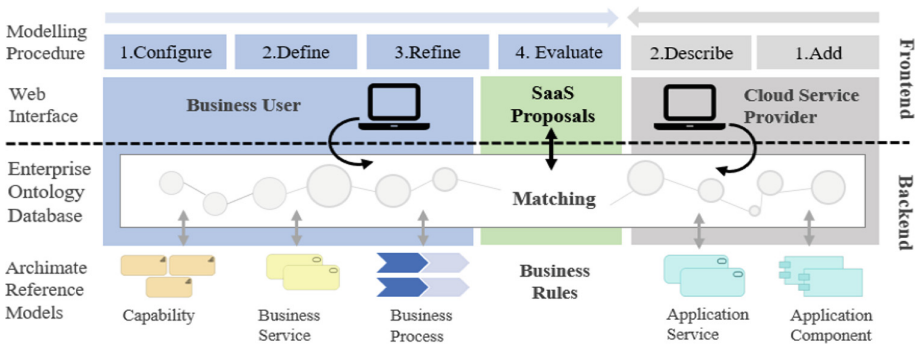 Modelling
Procedure
1.Configure
2.Define
3.Refine
4. Evaluate
2.Describe
1.Add
Frontend
Web
Interface
Business User
SaaS
Proposals
Cloud Service
Provider
Enterprise
Ontology
Database
Matching
Backend
Archimate
Reference
Models
Capability
Business
Service
Business
Process
Business
Rules
Application
Service
Application
Component